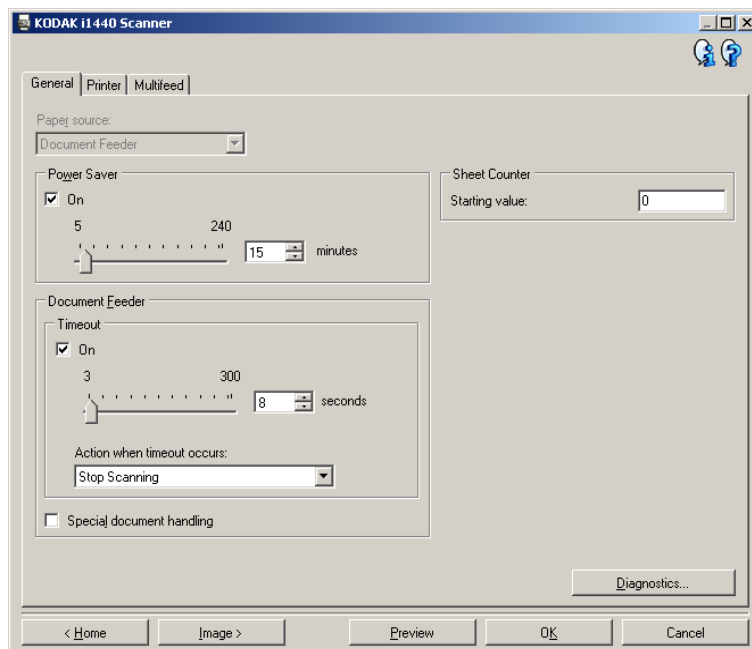 KODAK i1440 Scanner
General Printer Multifeed
Paper source:
Document Feeder
Power Saver
On
5 240
15 minutes
Sheet Counter
Starting value: 0
Document Feeder
Timeout
On
3 300
8 seconds
Action when timeout occurs:
Stop Scanning
Special document handling
Diagnostics...
< Home Image > Preview OK Cancel